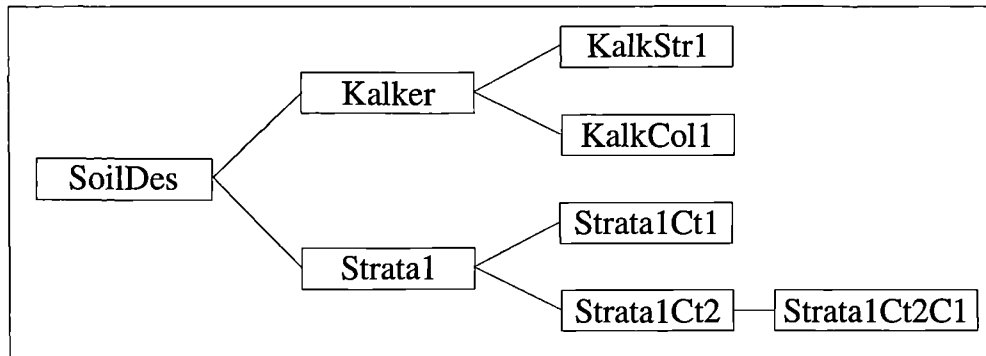 SoilDes
Kalker
KalkStr1
KalkCol1
Strata1
Strata1Ct1
Strata1Ct2
Strata1Ct2C1